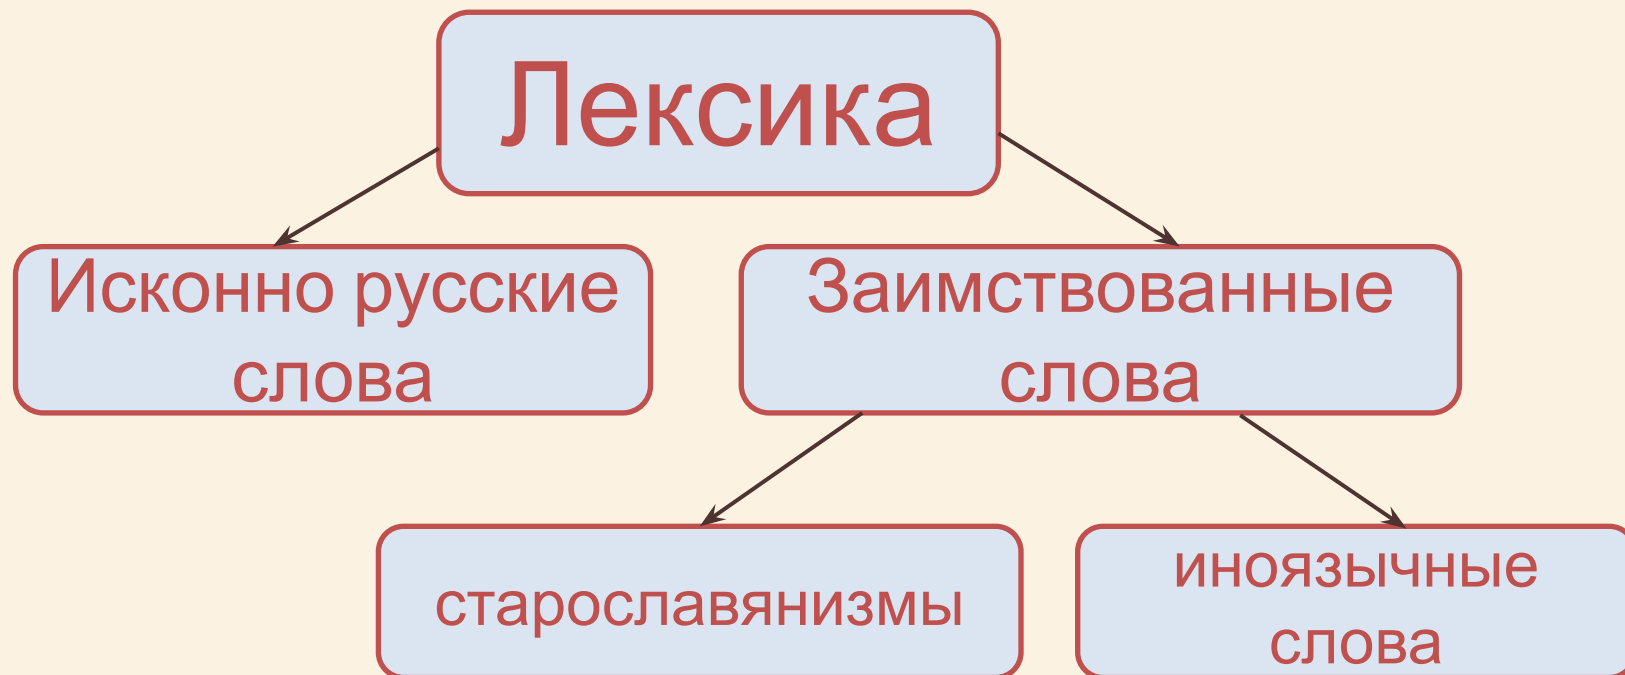 Лексика
Исконно русские
слова
Заимствованные
слова
старославянизмы
иноязычные
слова